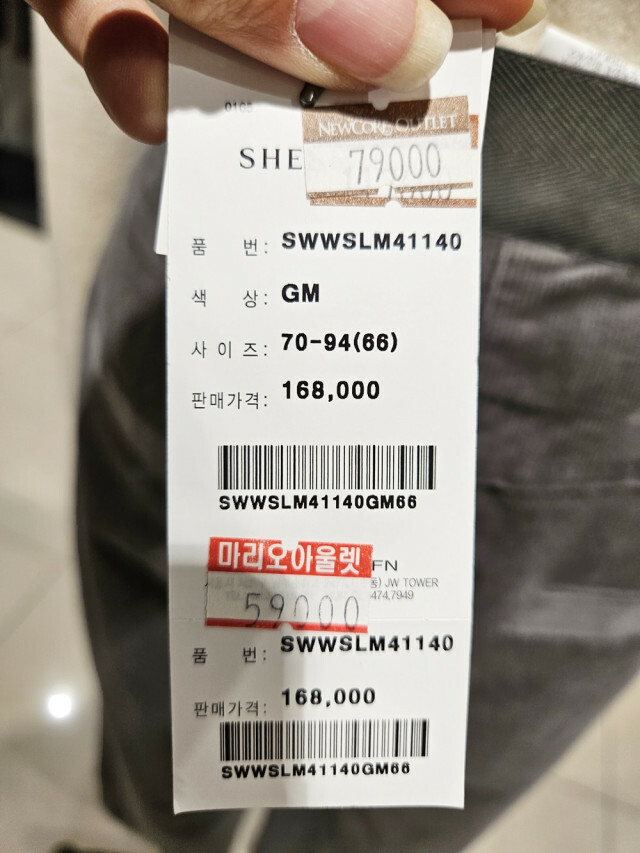 NEWCORE OUTLET
79000
SHE
품 번: SWWSLM41140
색 상: GM
사이즈: 70-94(66)
판매가격: 168,000
SWWSLM41140GM66
마리오아울렛
FN
JW TOWER
474,7949
59000
품 번: SWWSLM41140
판매가격: 168,000
SWWSLM41140GM66